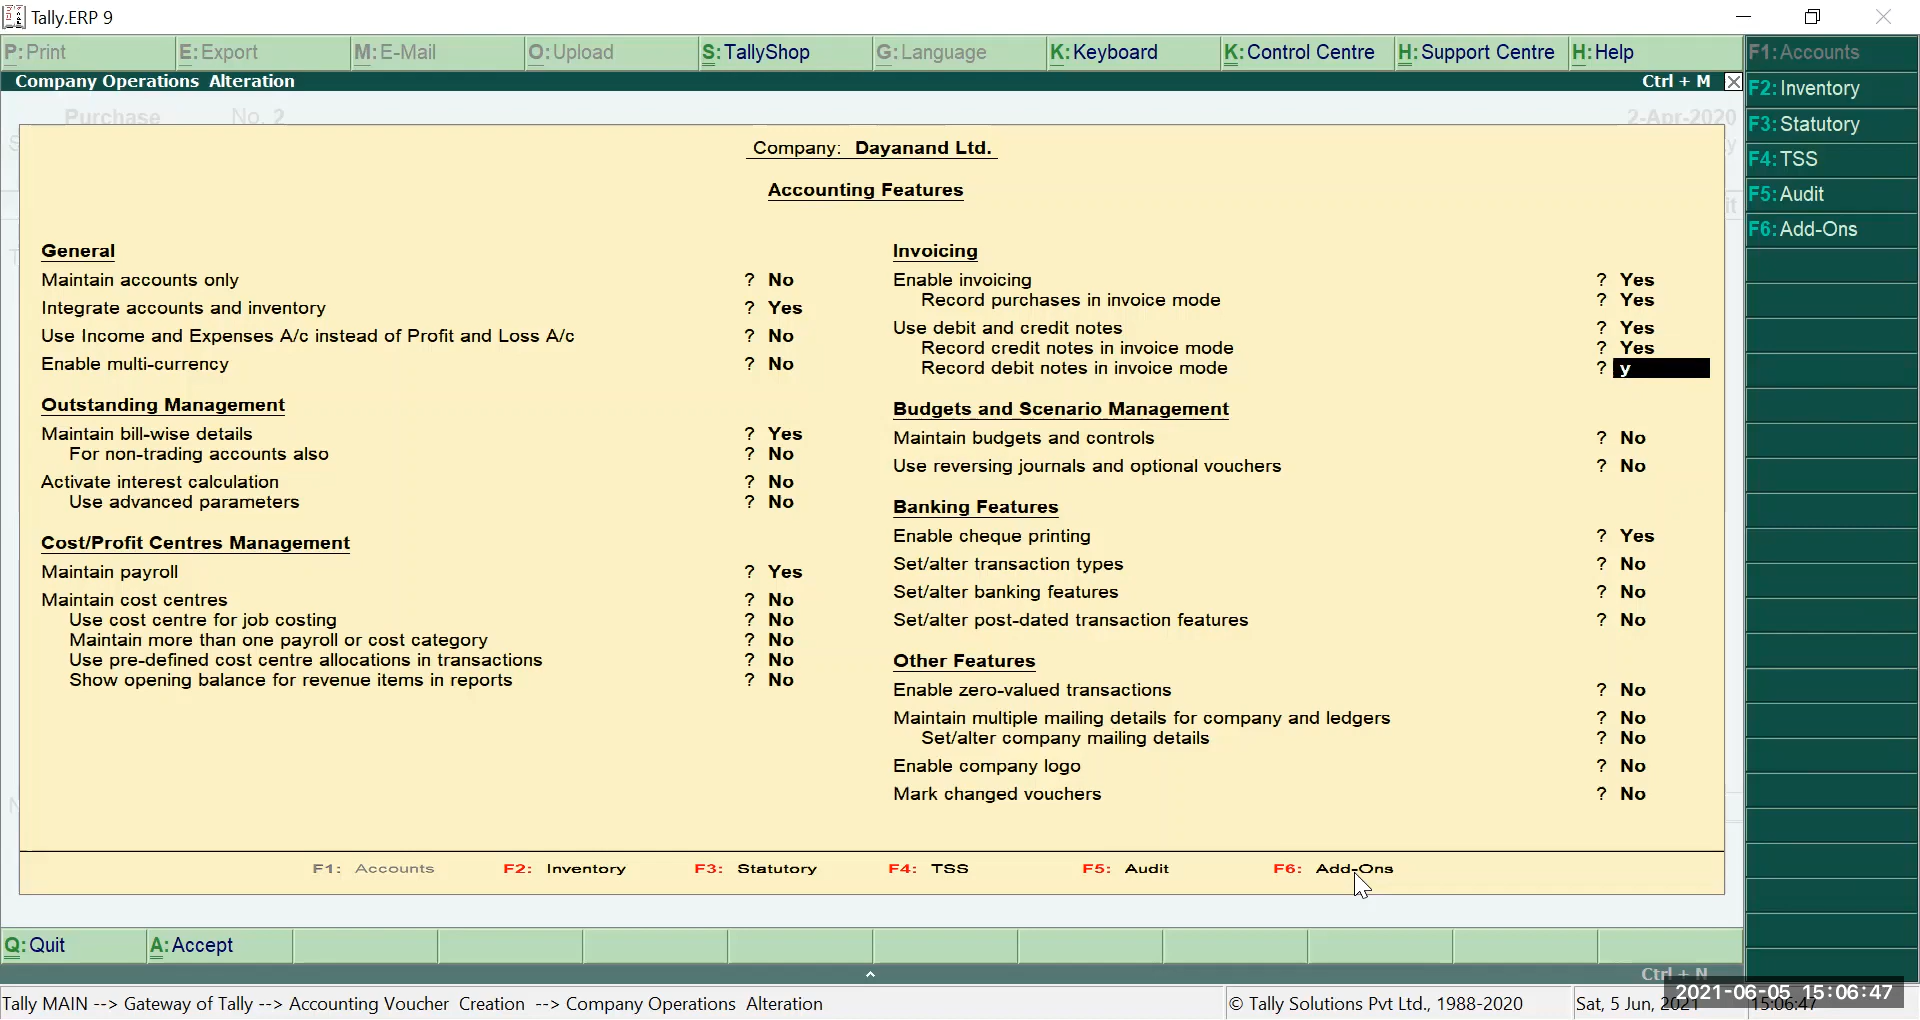 Tally.ERP 9
P: Print E: Export M: E-Mail O: Upload S: TallyShop G: Language K: Keyboard K: Control Centre H: Support Centre H: Help
F1: Accounts
Company Operations Alteration Ctrl + M
F2: Inventory
Purchase No. 2 2-Apr-2020
F3: Statutory
F4: TSS
F5: Audit
F6: Add-Ons
Company: Dayanand Ltd.
Accounting Features
General
Maintain accounts only ? No
Integrate accounts and inventory ? Yes
Use Income and Expenses A/c instead of Profit and Loss A/c ? No
Enable multi-currency ? No
Outstanding Management
Maintain bill-wise details ? Yes
For non-trading accounts also ? No
Activate interest calculation ? No
Use advanced parameters ? No
Cost/Profit Centres Management
Maintain payroll ? Yes
Maintain cost centres ? No
Use cost centre for job costing ? No
Maintain more than one payroll or cost category ? No
Use pre-defined cost centre allocations in transactions ? No
Show opening balance for revenue items in reports ? No
Invoicing
Enable invoicing ? Yes
Record purchases in invoice mode ? Yes
Use debit and credit notes ? Yes
Record credit notes in invoice mode ? Yes
Record debit notes in invoice mode ? y
Budgets and Scenario Management
Maintain budgets and controls ? No
Use reversing journals and optional vouchers ? No
Banking Features
Enable cheque printing ? Yes
Set/alter transaction types ? No
Set/alter banking features ? No
Set/alter post-dated transaction features ? No
Other Features
Enable zero-valued transactions ? No
Maintain multiple mailing details for company and ledgers ? No
Set/alter company mailing details ? No
Enable company logo ? No
Mark changed vouchers ? No
F1: Accounts F2: Inventory F3: Statutory F4: TSS F5: Audit F6: Add-Ons
Q: Quit A: Accept
Ctrl + N
Tally MAIN --> Gateway of Tally --> Accounting Voucher Creation --> Company Operations Alteration
© Tally Solutions Pvt Ltd., 1988-2020
Sat, 5 Jun, 2021
15:06:47
2021-06-05 15:06:47